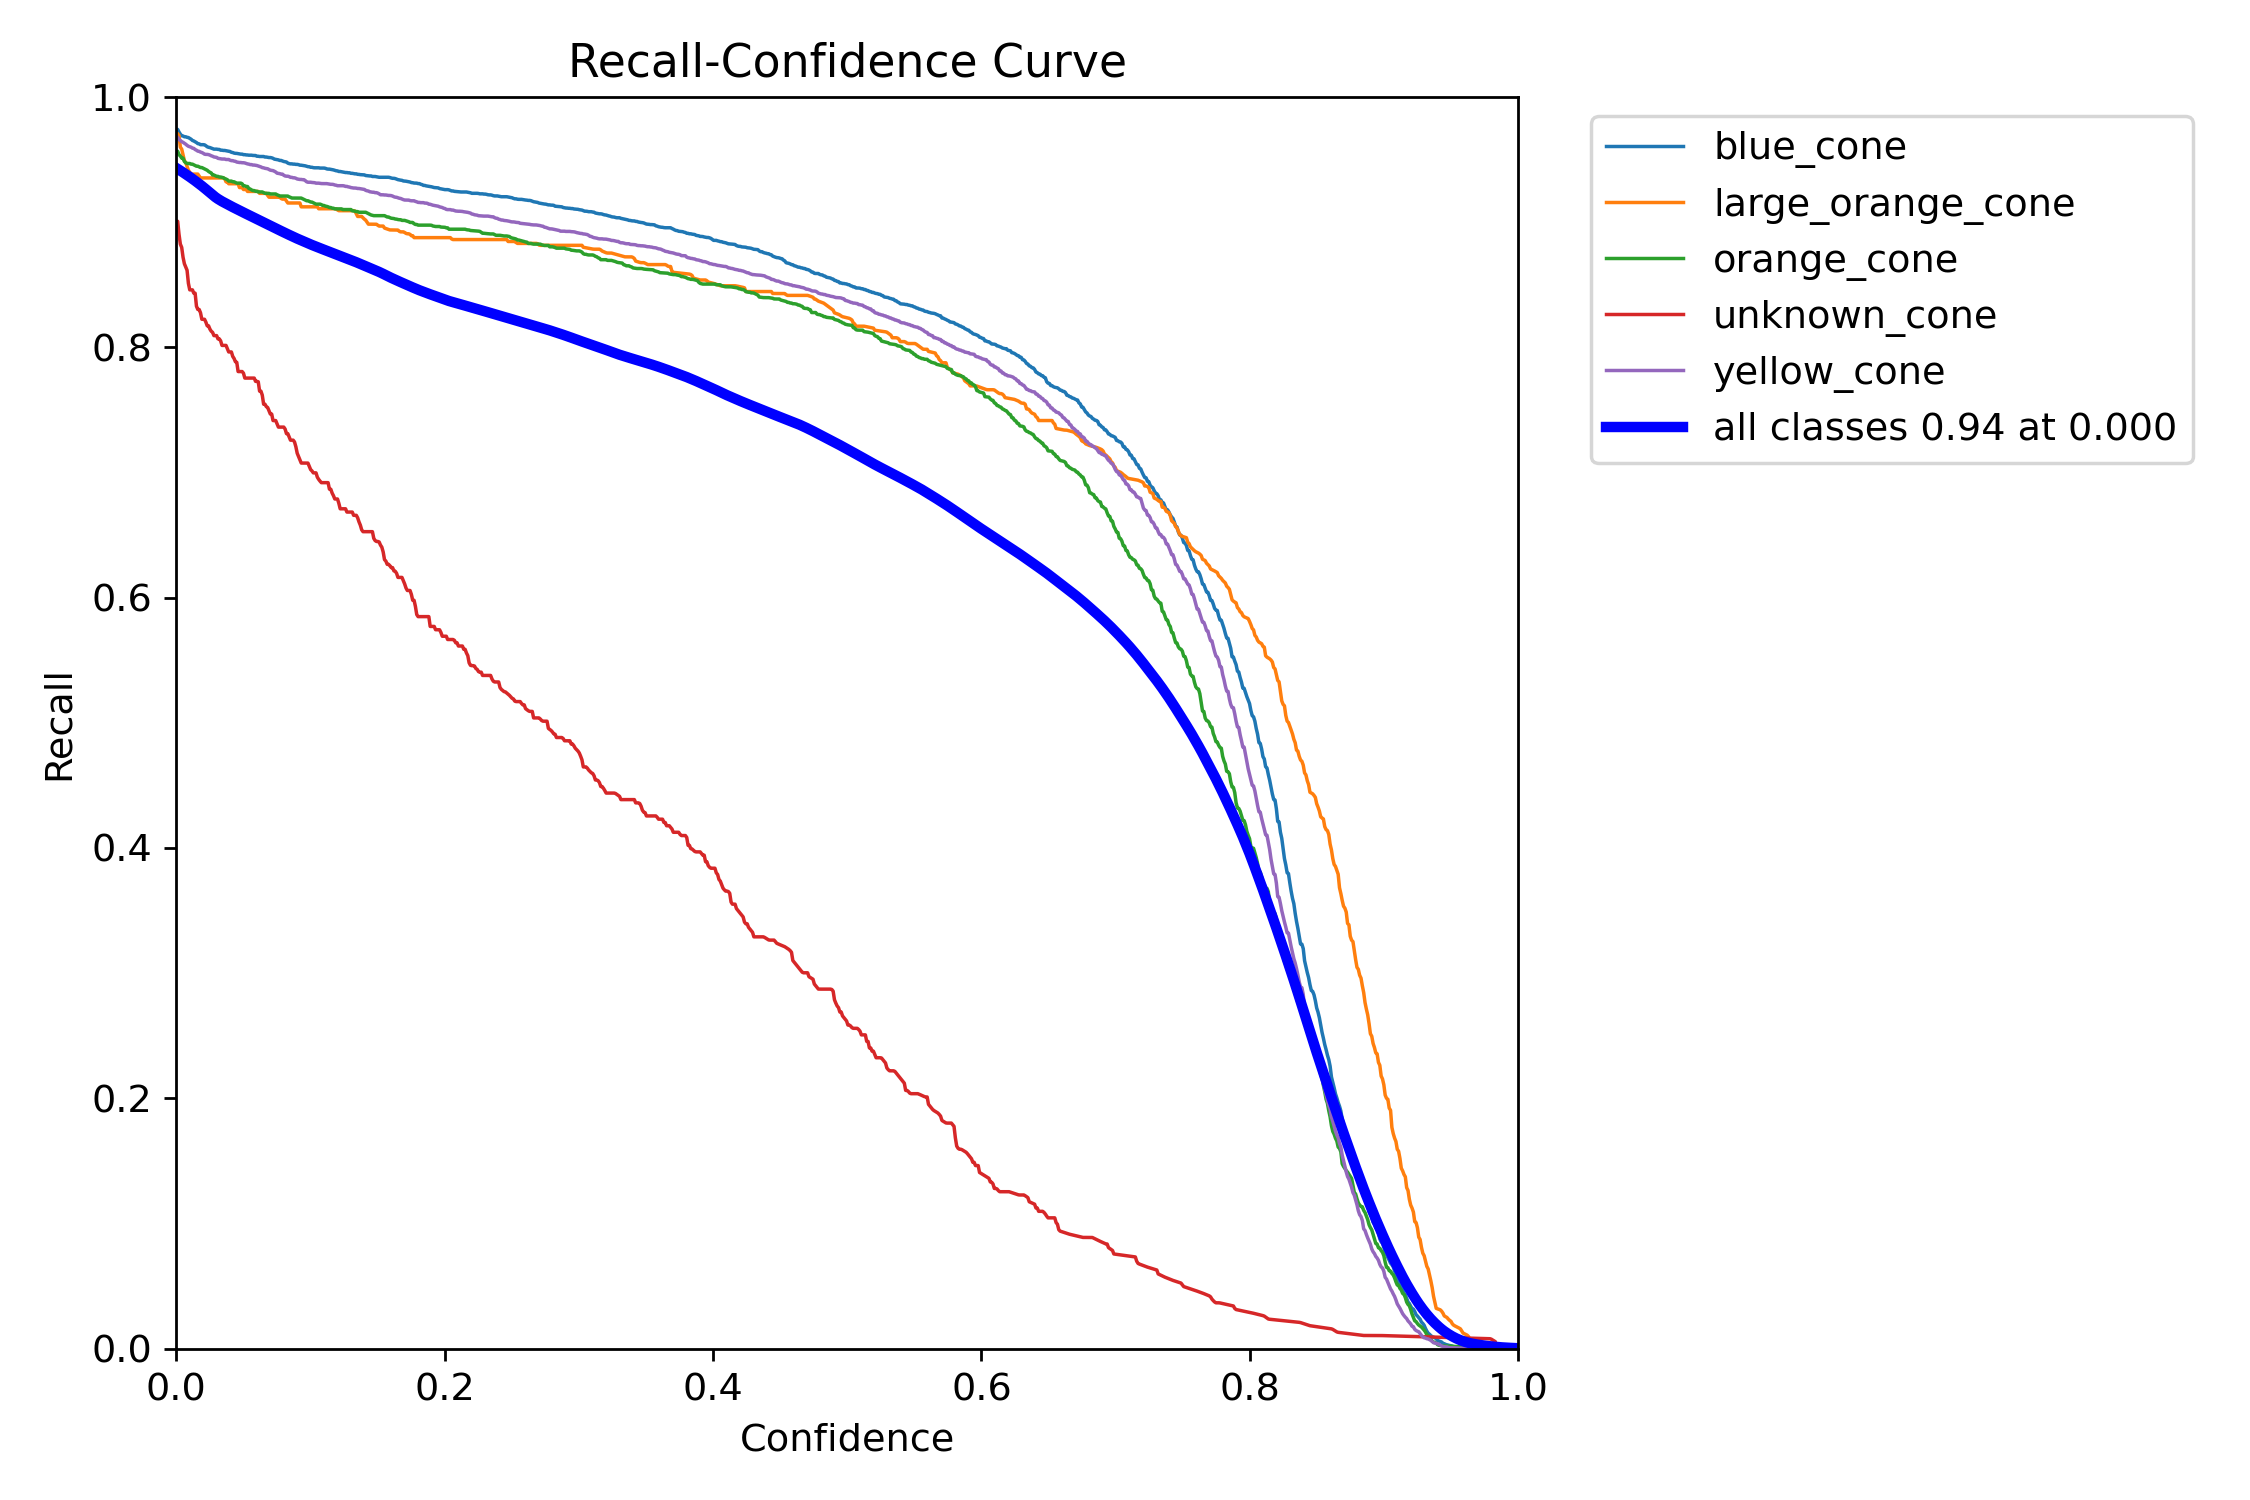 Recall-Confidence Curve
1.0
0.8
0.6
0.4
0.2
0.0
Recall
0.0 0.2 0.4 0.6 0.8 1.0
Confidence
blue_cone
large_orange_cone
orange_cone
unknown_cone
yellow_cone
all classes 0.94 at 0.000